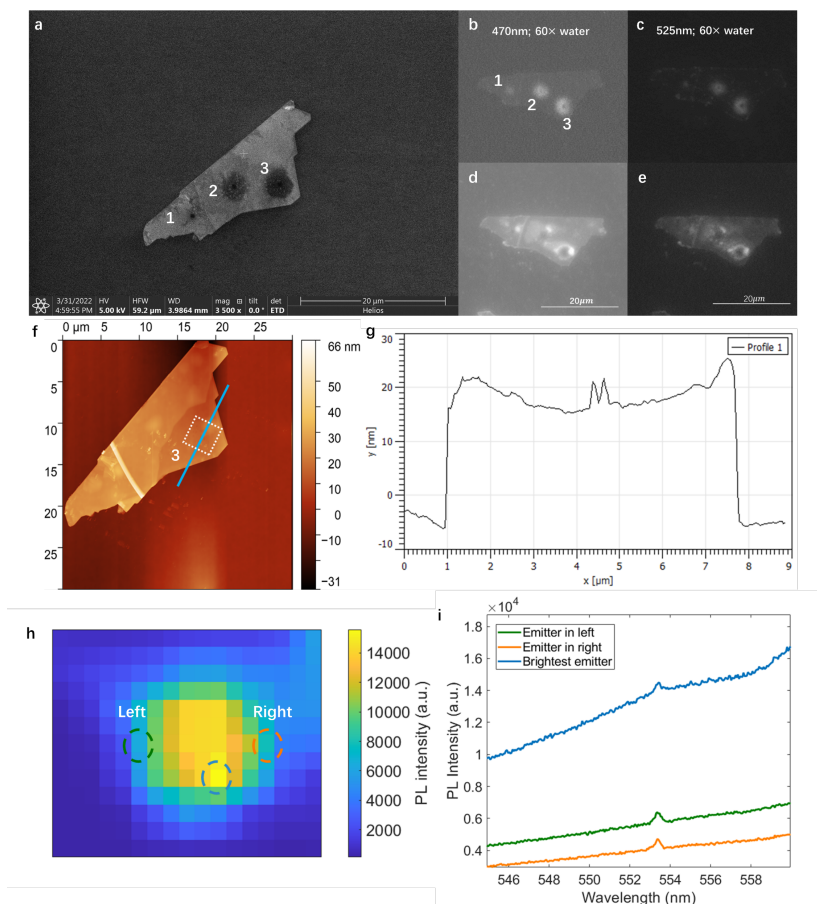 a
1
2
3
3/31/2022 HV HFW WD mag tilt det
4:59:55 PM 5.00 kV 59.2 µm 3.9864 mm 3 500 x 0.0 ° ETD
20 µm
Helios
b
470nm; 60× water
1
2
3
c
525nm; 60× water
d
20μm
e
20μm
f
0 µm 5 10 15 20 25
0
5
10
15
20
25
3
66 nm
50
40
30
20
10
0
−10
−31
g
Profile 1
y [nm]
30
20
10
0
-10
0 1 2 3 4 5 6 7 8 9
x [µm]
h
Left
Right
14000
12000
10000
8000
6000
4000
2000
PL intensity (a.u.)
i
×10⁴
Emitter in left
Emitter in right
Brightest emitter
PL Intensity (a.u.)
1.8
1.6
1.4
1.2
1
0.8
0.6
0.4
546 548 550 552 554 556 558
Wavelength (nm)